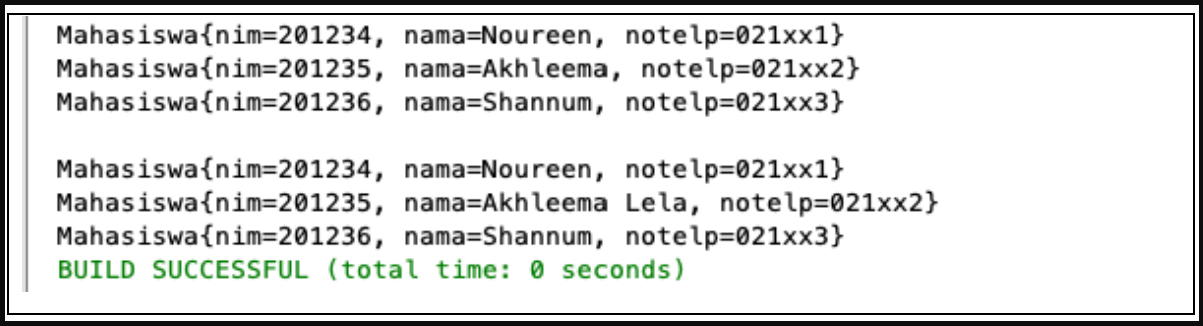 Mahasiswa{nim=201234, nama=Noureen, notelp=021xx1}
Mahasiswa{nim=201235, nama=Akhleema, notelp=021xx2}
Mahasiswa{nim=201236, nama=Shannum, notelp=021xx3}

Mahasiswa{nim=201234, nama=Noureen, notelp=021xx1}
Mahasiswa{nim=201235, nama=Akhleema Lela, notelp=021xx2}
Mahasiswa{nim=201236, nama=Shannum, notelp=021xx3}
BUILD SUCCESSFUL (total time: 0 seconds)